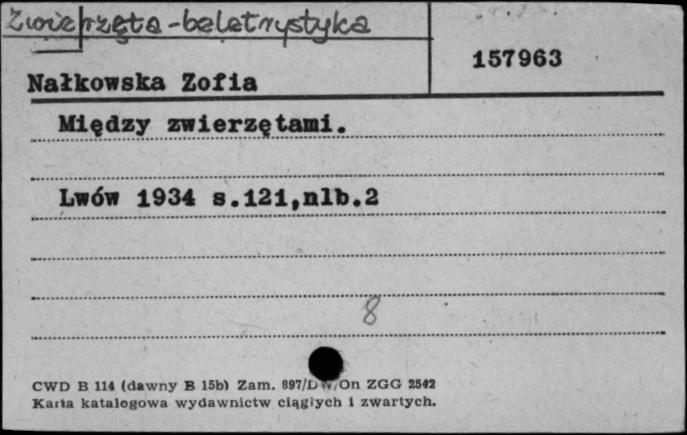 Zwierzęta-beletrystyka
157963
Nałkowska Zofia
Między zwierzętami.
Lwów 1934 s.121,nlb.2
8
CWD B 114 (dawny B 15b) Zam. 897/DW/On ZGG 2542
Karta katalogowa wydawnictw ciągłych i zwartych.